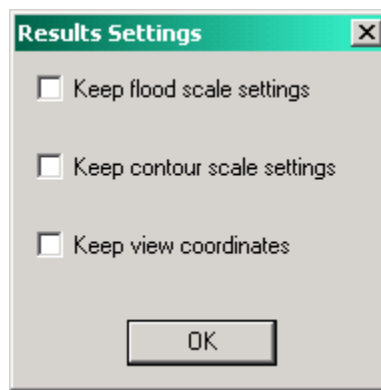 Results Settings
Keep flood scale settings
Keep contour scale settings
Keep view coordinates
OK